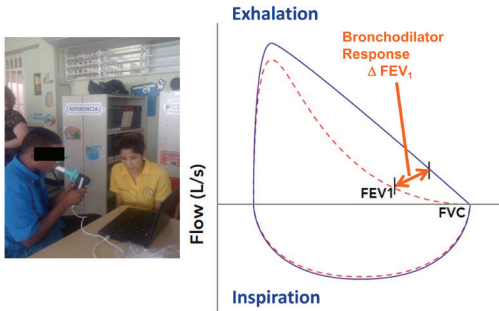 REFERENCIA
Exhalation
Bronchodilator
Response
Δ FEV₁
FEV1
FVC
Flow (L/s)
Inspiration